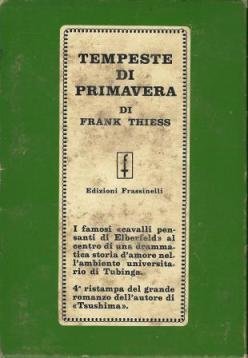 TEMPESTE
DI
PRIMAVERA
DI
FRANK THIESS
f
Edizioni Frassinelli
I famosi «cavalli pen-
santi di Elberfeld» al
centro di una dramma-
tica storia d'amore nel-
l'ambiente universita-
rio di Tubinga.
4ª ristampa del grande
romanzo dell'autore di
«Tsushima».